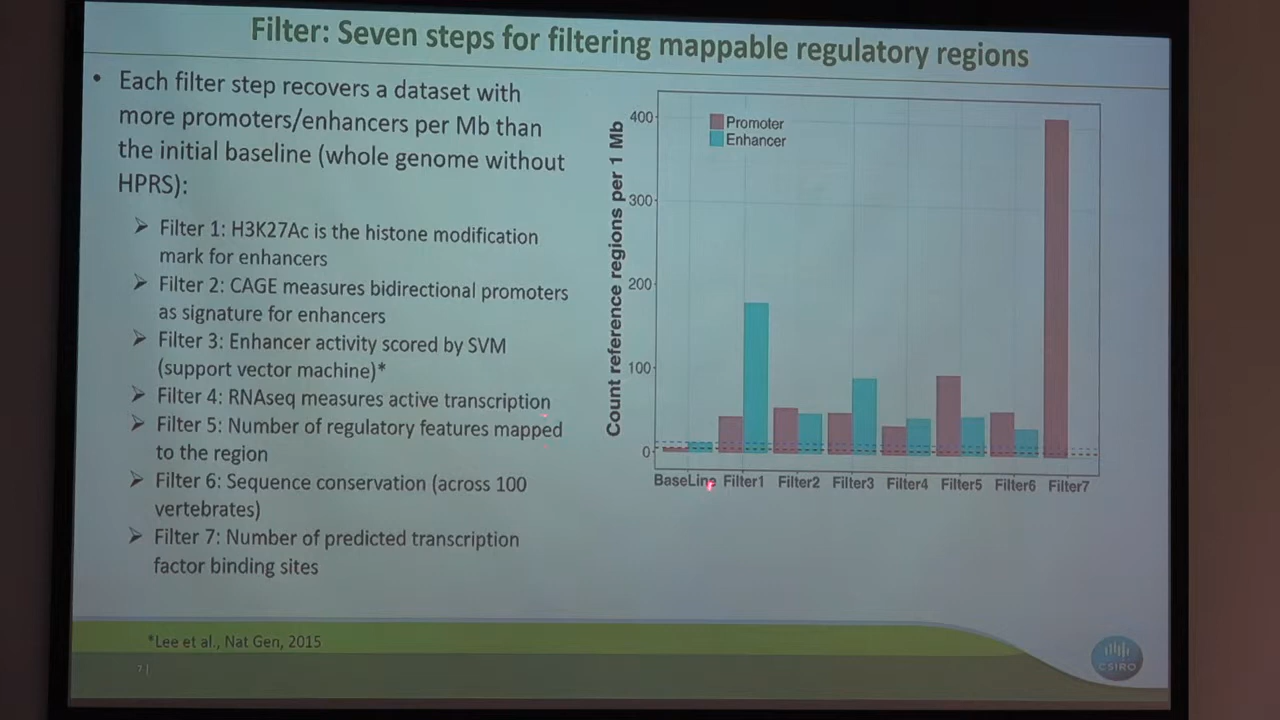 Filter: Seven steps for filtering mappable regulatory regions
• Each filter step recovers a dataset with
more promoters/enhancers per Mb than
the initial baseline (whole genome without
HPRS):
Filter 1: H3K27Ac is the histone modification
mark for enhancers
Filter 2: CAGE measures bidirectional promoters
as signature for enhancers
Filter 3: Enhancer activity scored by SVM
(support vector machine)*
Filter 4: RNAseq measures active transcription
Filter 5: Number of regulatory features mapped
to the region
Filter 6: Sequence conservation (across 100
vertebrates)
Filter 7: Number of predicted transcription
factor binding sites
Count reference regions per 1 Mb
400
300
200
100
0
Promoter
Enhancer
BaseLine Filter1 Filter2 Filter3 Filter4 Filter5 Filter6 Filter7
*Lee et al., Nat Gen, 2015
7 |
CSIRO